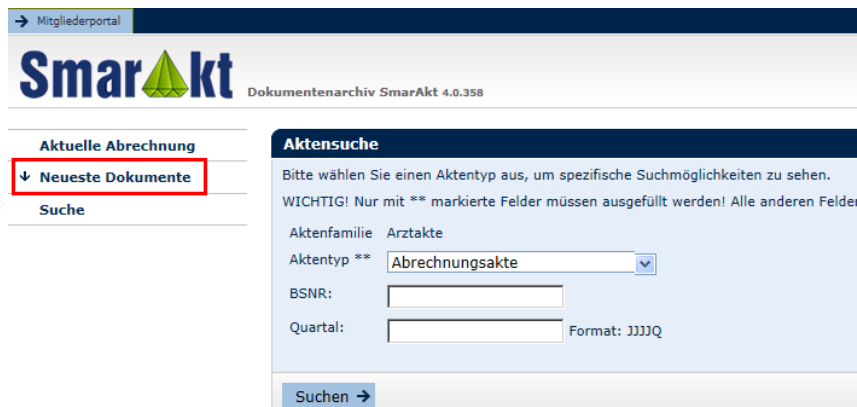 Mitgliederportal
Smarakt
Dokumentenarchiv SmarAkt 4.0.358
Aktuelle Abrechnung
Neueste Dokumente
Suche
Aktensuche
Bitte wählen Sie einen Aktentyp aus, um spezifische Suchmöglichkeiten zu sehen.
WICHTIG! Nur mit ** markierte Felder müssen ausgefüllt werden! Alle anderen Felder
Aktenfamilie Arztakte
Aktentyp ** Abrechnungsakte
BSNR:
Quartal: Format: JJJJQ
Suchen